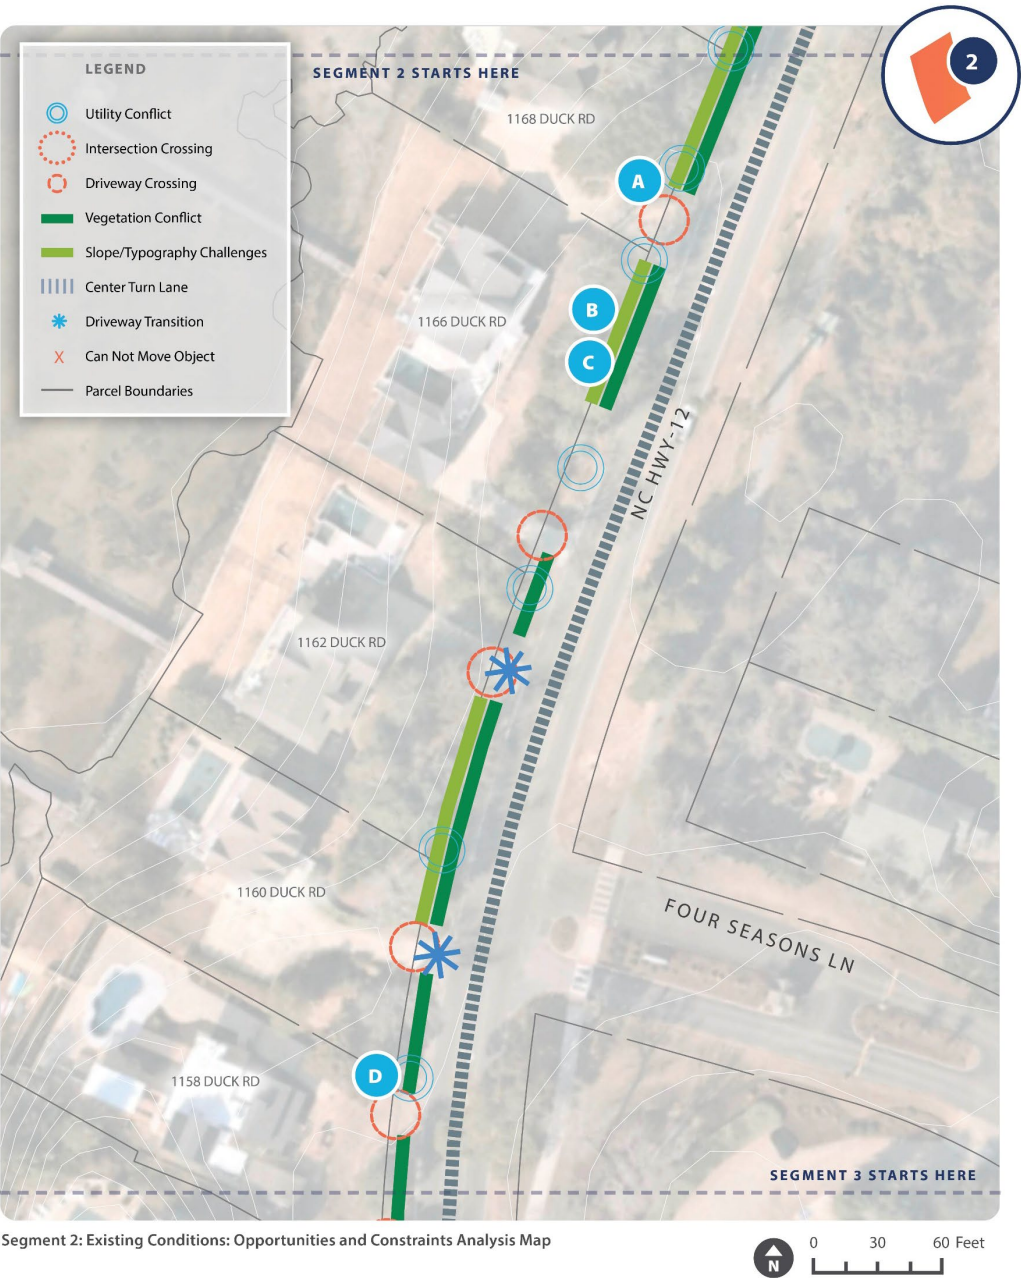 2
SEGMENT 2 STARTS HERE
LEGEND
Utility Conflict
Intersection Crossing
Driveway Crossing
Vegetation Conflict
Slope/Typography Challenges
Center Turn Lane
Driveway Transition
Can Not Move Object
Parcel Boundaries
1168 DUCK RD
A
B
1166 DUCK RD
C
NC HWY-12
1162 DUCK RD
1160 DUCK RD
FOUR SEASONS LN
D
1158 DUCK RD
SEGMENT 3 STARTS HERE
Segment 2: Existing Conditions: Opportunities and Constraints Analysis Map
N
0 30 60 Feet